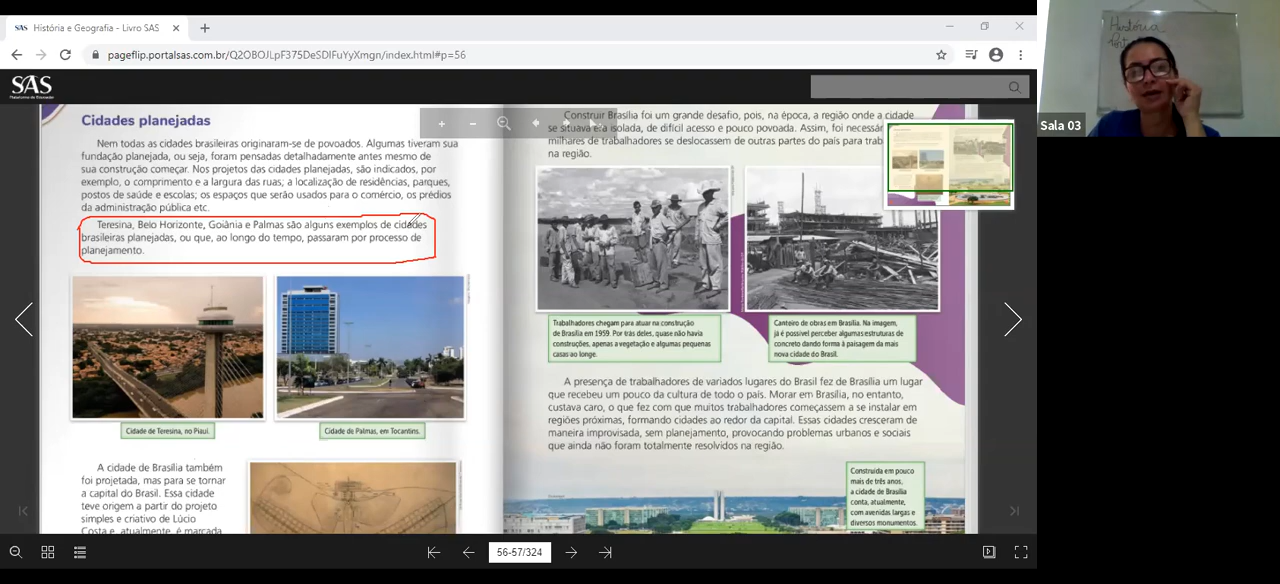 SAS História e Geografia - Livro SAS
pageflip.portalsas.com.br/Q2OBOJLpF375DeSDIFuYyXmgn/index.html#p=56
SAS
Cidades planejadas
Nem todas as cidades brasileiras originaram-se de povoados. Algumas tiveram sua
fundação planejada, ou seja, foram pensadas detalhadamente antes mesmo de
sua construção começar. Nos projetos das cidades planejadas, são indicados, por
exemplo, o comprimento e a largura das ruas; a localização de residências, parques,
postos de saúde e escolas; os espaços que serão usados para o comércio, os prédios
da administração pública etc.
Teresina, Belo Horizonte, Goiânia e Palmas são alguns exemplos de cidades
brasileiras planejadas, ou que, ao longo do tempo, passaram por processo de
planejamento.
Cidade de Teresina, no Piauí.
Cidade de Palmas, em Tocantins.
A cidade de Brasília também
foi projetada, mas para se tornar
a capital do Brasil. Essa cidade
teve origem a partir do projeto
simples e criativo de Lúcio
Costa e, atualmente, é marcada
Construir Brasília foi um grande desafio, pois, na época, a região onde a cidade
se situava era isolada, de difícil acesso e pouco povoada. Assim, foi necessár
milhares de trabalhadores se deslocassem de outras partes do país para trab
na região.
Trabalhadores chegam para atuar na construção
de Brasília em 1959. Por trás deles, quase não havia
construções, apenas a vegetação e algumas pequenas
casas ao longe.
Canteiro de obras em Brasília. Na imagem,
já é possível perceber algumas estruturas de
concreto dando forma à paisagem da mais
nova cidade do Brasil.
A presença de trabalhadores de variados lugares do Brasil fez de Brasília um lugar
que recebeu um pouco da cultura de todo o país. Morar em Brasília, no entanto,
custava caro, o que fez com que muitos trabalhadores começassem a se instalar em
regiões próximas, formando cidades ao redor da capital. Essas cidades cresceram de
maneira improvisada, sem planejamento, provocando problemas urbanos e sociais
que ainda não foram totalmente resolvidos na região.
Construída em pouco
mais de três anos,
a cidade de Brasília
conta, atualmente,
com avenidas largas e
diversos monumentos.
56-57/324
História
Sala 03